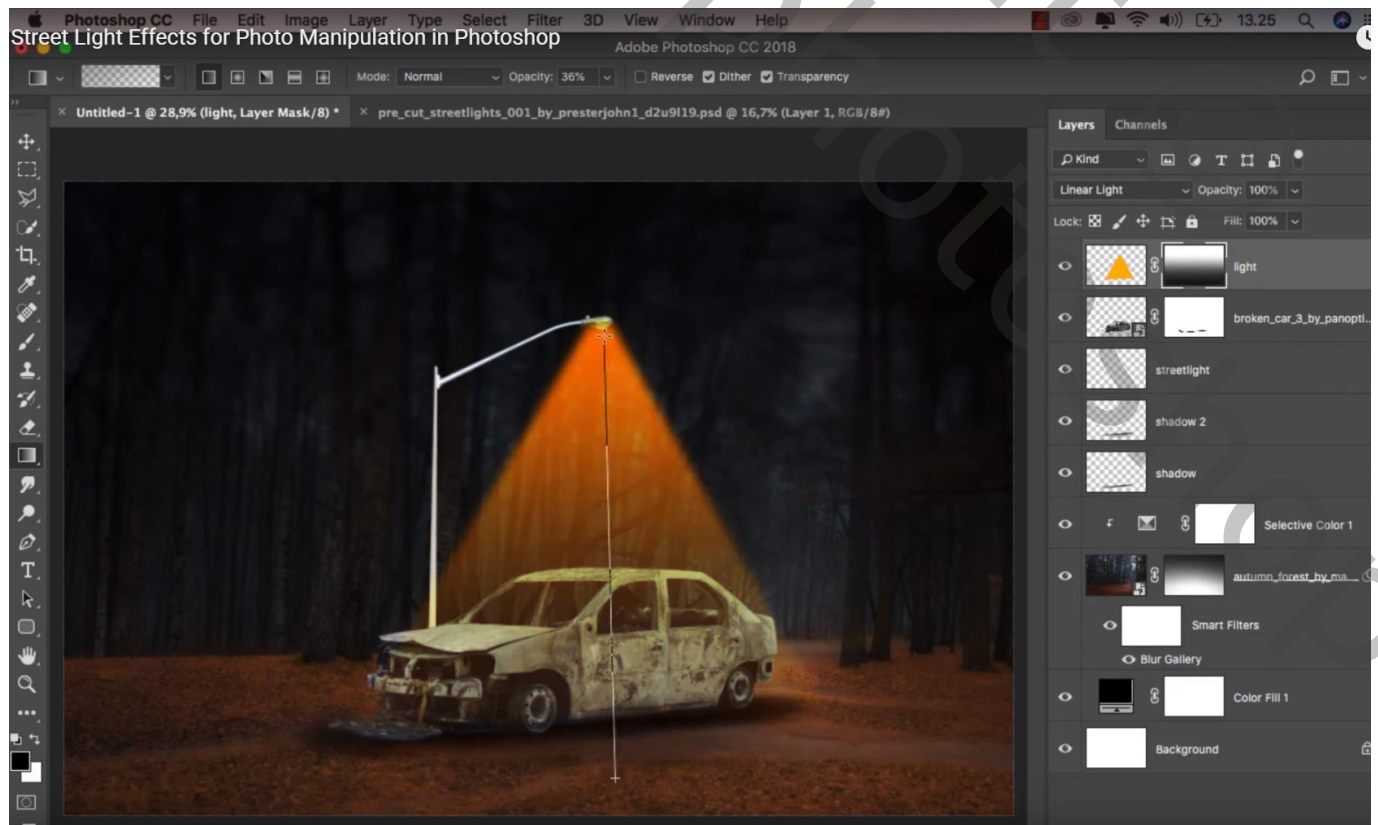 Photoshop CC File Edit Image Layer Type Select Filter 3D View Window Help 13.25
Street Light Effects for Photo Manipulation in Photoshop
Adobe Photoshop CC 2018
Mode: Normal Opacity: 36% Reverse Dither Transparency
× Untitled-1 @ 28,9% (light, Layer Mask/8) * × pre_cut_streetlights_001_by_presterjohn1_d2u9l19.psd @ 16,7% (Layer 1, RGB/8#)
Layers Channels
Kind
Linear Light Opacity: 100%
Lock: Fill: 100%
light
broken_car_3_by_panopti...
streetlight
shadow 2
shadow
Selective Color 1
autumn_forest_by_ma...
Smart Filters
Blur Gallery
Color Fill 1
Background